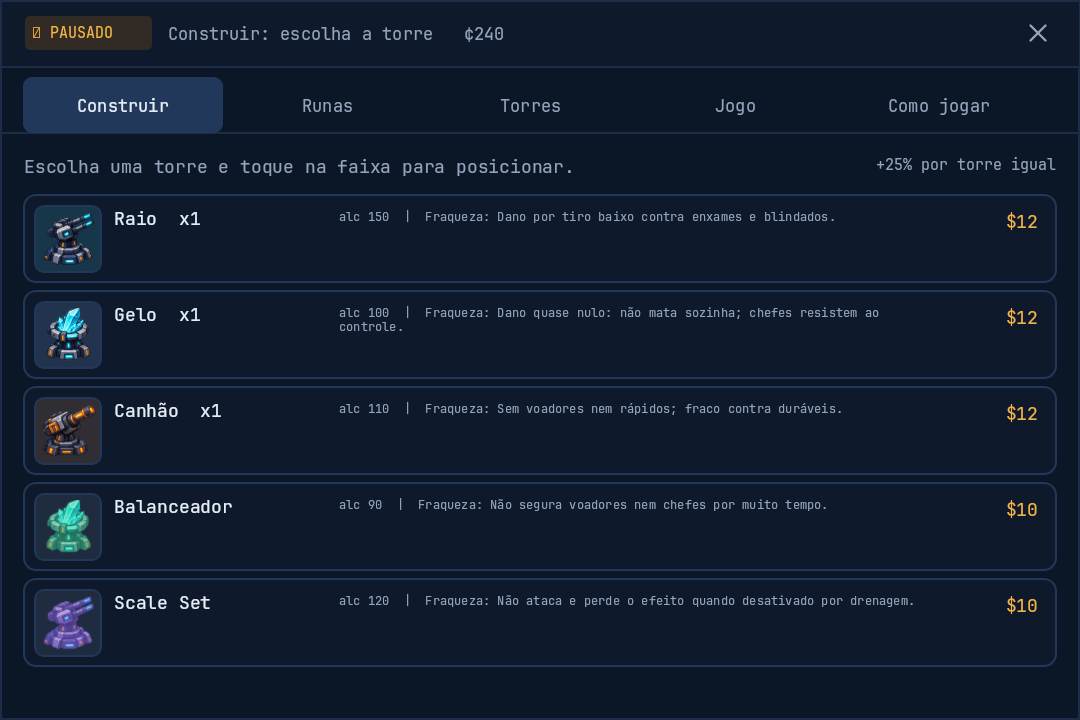 PAUSADO
Construir: escolha a torre $240
Construir Runas Torres Jogo Como jogar
Escolha uma torre e toque na faixa para posicionar.
+25% por torre igual
Raio x1
alc 150 | Fraqueza: Dano por tiro baixo contra enxames e blindados.
$12
Gelo x1
alc 100 | Fraqueza: Dano quase nulo: não mata sozinha; chefes resistem ao
controle.
$12
Canhão x1
alc 110 | Fraqueza: Sem voadores nem rápidos; fraco contra duráveis.
$12
Balanceador
alc 90 | Fraqueza: Não segura voadores nem chefes por muito tempo.
$10
Scale Set
alc 120 | Fraqueza: Não ataca e perde o efeito quando desativado por drenagem.
$10